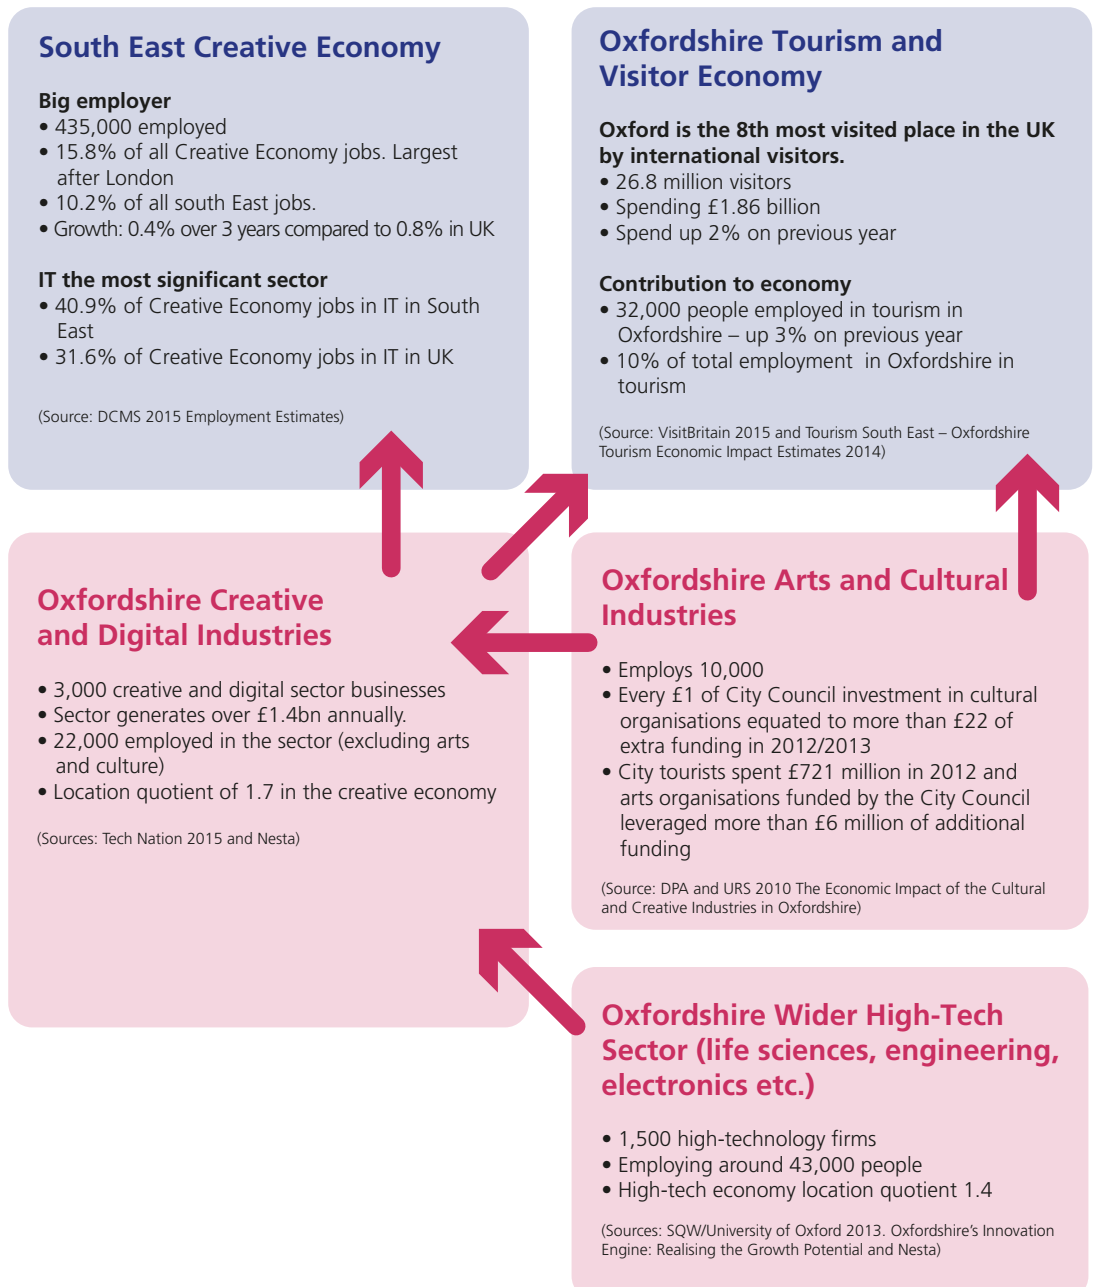 South East Creative Economy
Big employer
• 435,000 employed
• 15.8% of all Creative Economy jobs. Largest
after London
• 10.2% of all south East jobs.
• Growth: 0.4% over 3 years compared to 0.8% in UK
IT the most significant sector
• 40.9% of Creative Economy jobs in IT in South
East
• 31.6% of Creative Economy jobs in IT in UK
(Source: DCMS 2015 Employment Estimates)
Oxfordshire Tourism and
Visitor Economy
Oxford is the 8th most visited place in the UK
by international visitors.
• 26.8 million visitors
• Spending £1.86 billion
• Spend up 2% on previous year
Contribution to economy
• 32,000 people employed in tourism in
Oxfordshire – up 3% on previous year
• 10% of total employment in Oxfordshire in
tourism
(Source: VisitBritain 2015 and Tourism South East – Oxfordshire
Tourism Economic Impact Estimates 2014)
Oxfordshire Creative
and Digital Industries
• 3,000 creative and digital sector businesses
• Sector generates over £1.4bn annually.
• 22,000 employed in the sector (excluding arts
and culture)
• Location quotient of 1.7 in the creative economy
(Sources: Tech Nation 2015 and Nesta)
Oxfordshire Arts and Cultural
Industries
• Employs 10,000
• Every £1 of City Council investment in cultural
organisations equated to more than £22 of
extra funding in 2012/2013
• City tourists spent £721 million in 2012 and
arts organisations funded by the City Council
leveraged more than £6 million of additional
funding
(Source: DPA and URS 2010 The Economic Impact of the Cultural
and Creative Industries in Oxfordshire)
Oxfordshire Wider High-Tech
Sector (life sciences, engineering,
electronics etc.)
• 1,500 high-technology firms
• Employing around 43,000 people
• High-tech economy location quotient 1.4
(Sources: SQW/University of Oxford 2013. Oxfordshire's Innovation
Engine: Realising the Growth Potential and Nesta)